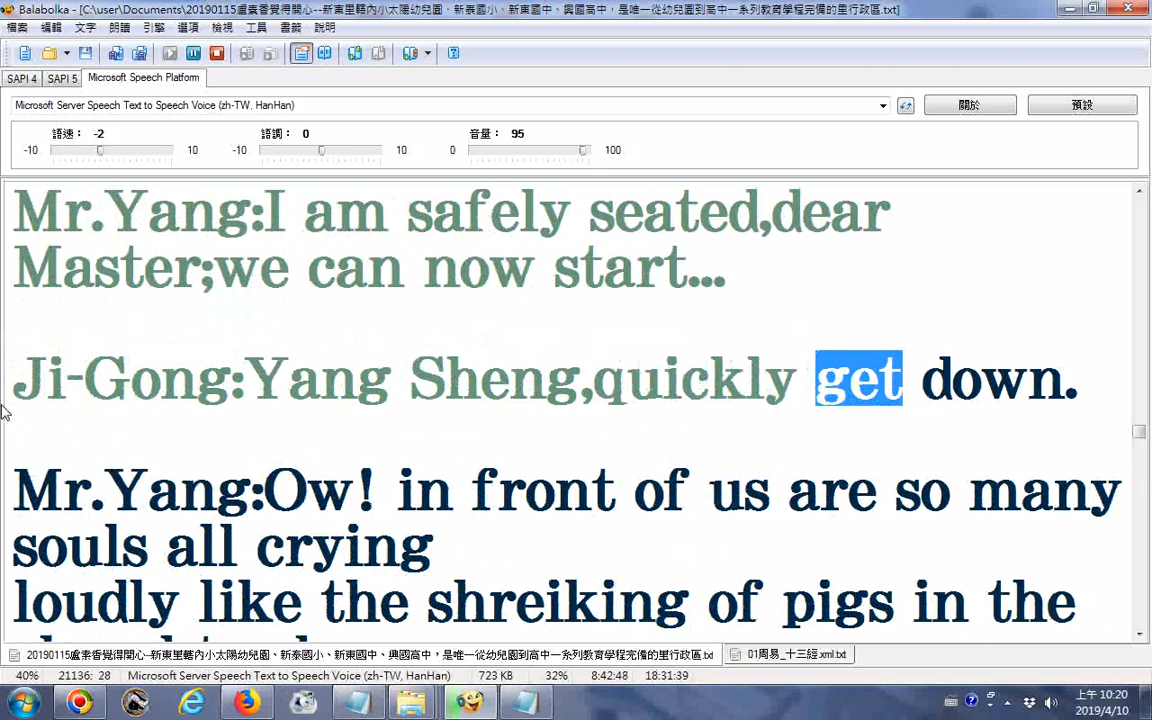 Balabolka - [C:\user\Documents\20190115盧素香覺得開心--新東里轄內小太陽幼兒園、新泰國小、新東國中、興國高中，是唯一從幼兒園到高中一系列教育學程完備的里行政區.txt]
檔案 編輯 文字 朗讀 引擎 選項 檢視 工具 書籤 說明
SAPI 4 SAPI 5 Microsoft Speech Platform
Microsoft Server Speech Text to Speech Voice (zh-TW, HanHan) 關於 預設
語速： -2 語調： 0 音量： 95
-10 10 -10 10 0 100
Mr.Yang:I am safely seated,dear
Master;we can now start...
Ji-Gong:Yang Sheng,quickly get down.
Mr.Yang:Ow! in front of us are so many
souls all crying
loudly like the shreiking of pigs in the
20190115盧素香覺得開心--新東里轄內小太陽幼兒園、新泰國小、新東國中、興國高中，是唯一從幼兒園到高中一系列教育學程完備的里行政區.txt 01周易_十三經.xml.txt
40% 21136: 28 Microsoft Server Speech Text to Speech Voice (zh-TW, HanHan) 723 KB 32% 8:42:48 18:31:39
上午 10:20
2019/4/10